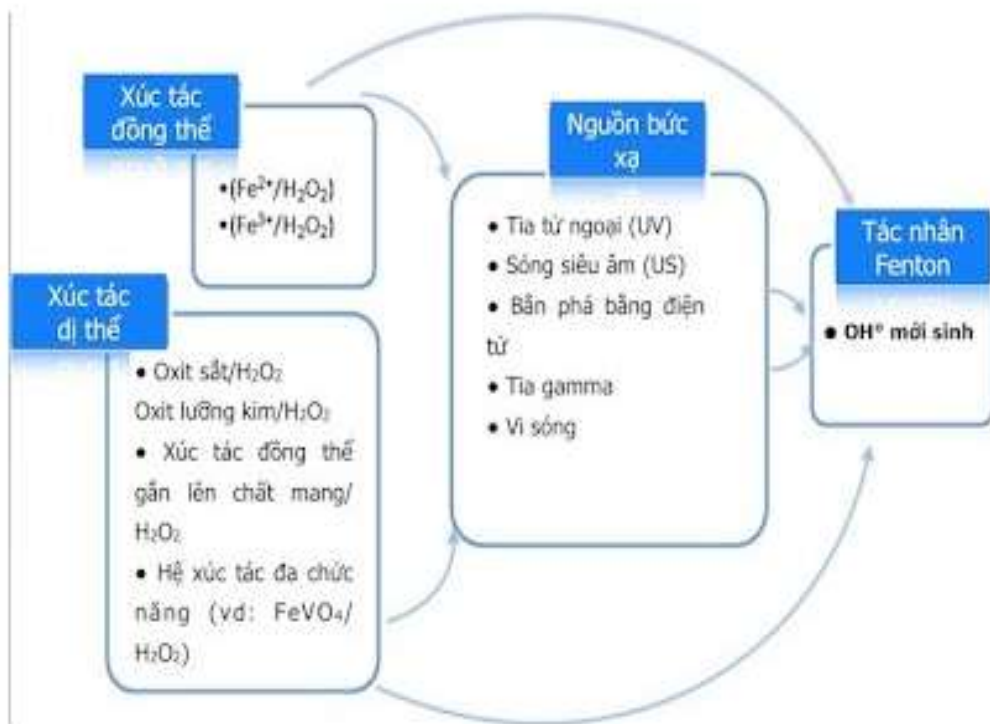 Xúc tác
đồng thể
•(Fe²⁺/H₂O₂)
•(Fe³⁺/H₂O₂)
Xúc tác
dị thể
• Oxit sắt/H₂O₂
Oxit lưỡng kim/H₂O₂
• Xúc tác đồng thể
gắn lên chất mang/
H₂O₂
• Hệ xúc tác đa chức
năng (vd: FeVO₄/
H₂O₂)
Nguồn bức
xạ
• Tia tử ngoại (UV)
• Sóng siêu âm (US)
• Bắn phá bằng điện
tử
• Tia gamma
• Vi sóng
Tác nhân
Fenton
• OH° mới sinh